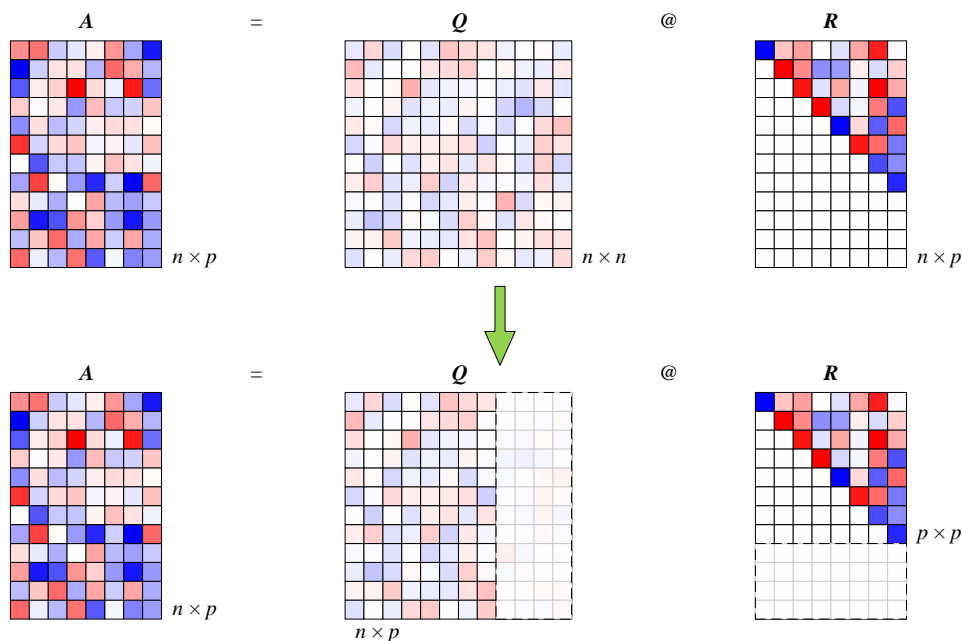 A = Q @ R
n × p n × n n × p
A = Q @ R
p × p
n × p
n × p